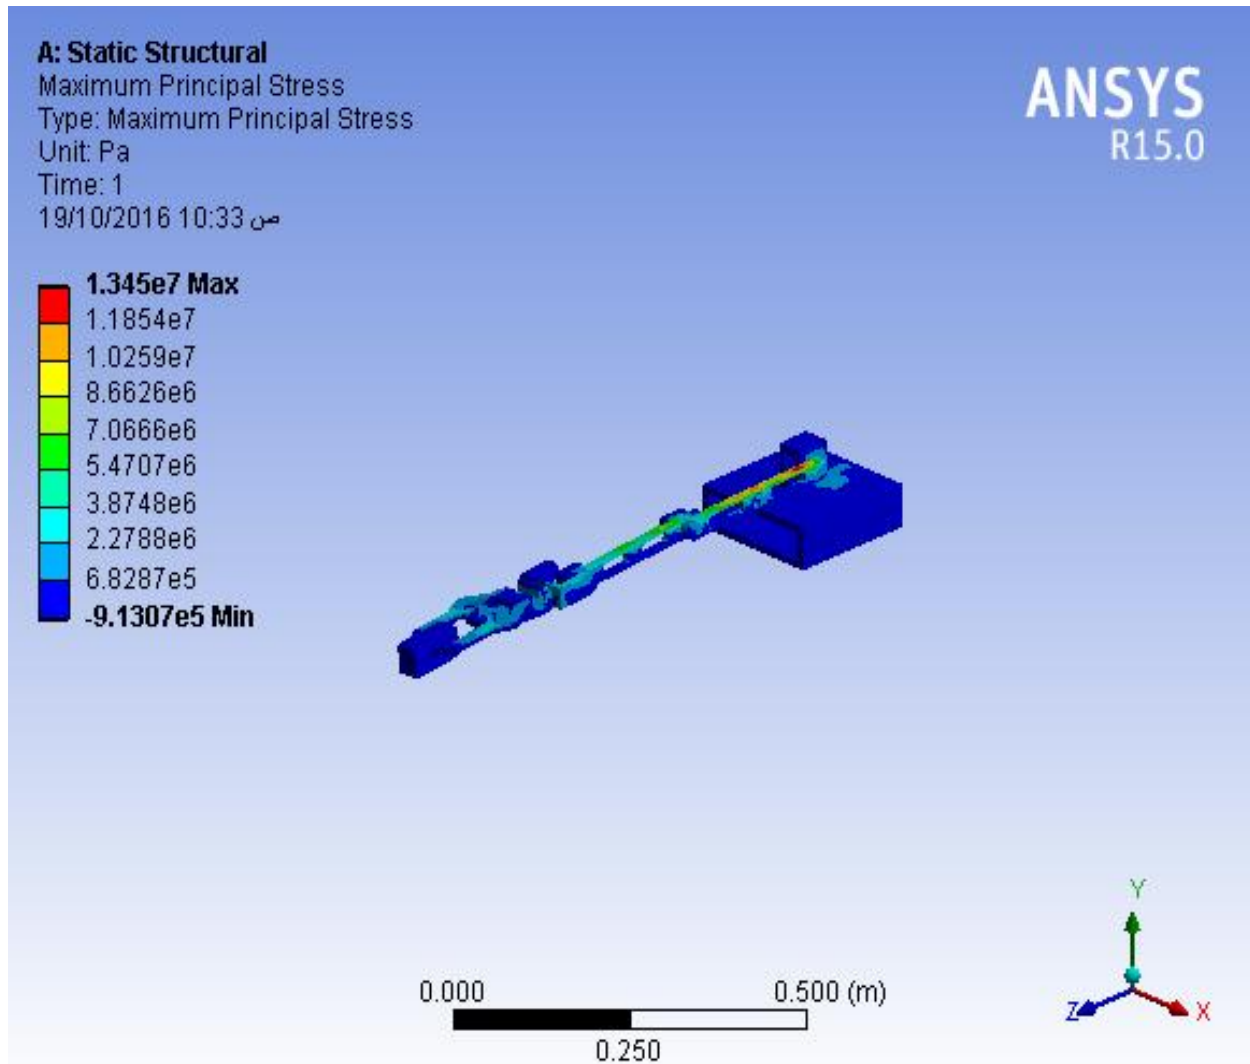 A: Static Structural
Maximum Principal Stress
Type: Maximum Principal Stress
Unit: Pa
Time: 1
19/10/2016 10:33 ص
ANSYS
R15.0
1.345e7 Max
1.1854e7
1.0259e7
8.6626e6
7.0666e6
5.4707e6
3.8748e6
2.2788e6
6.8287e5
-9.1307e5 Min
0.000
0.500 (m)
0.250
Y
Z
X